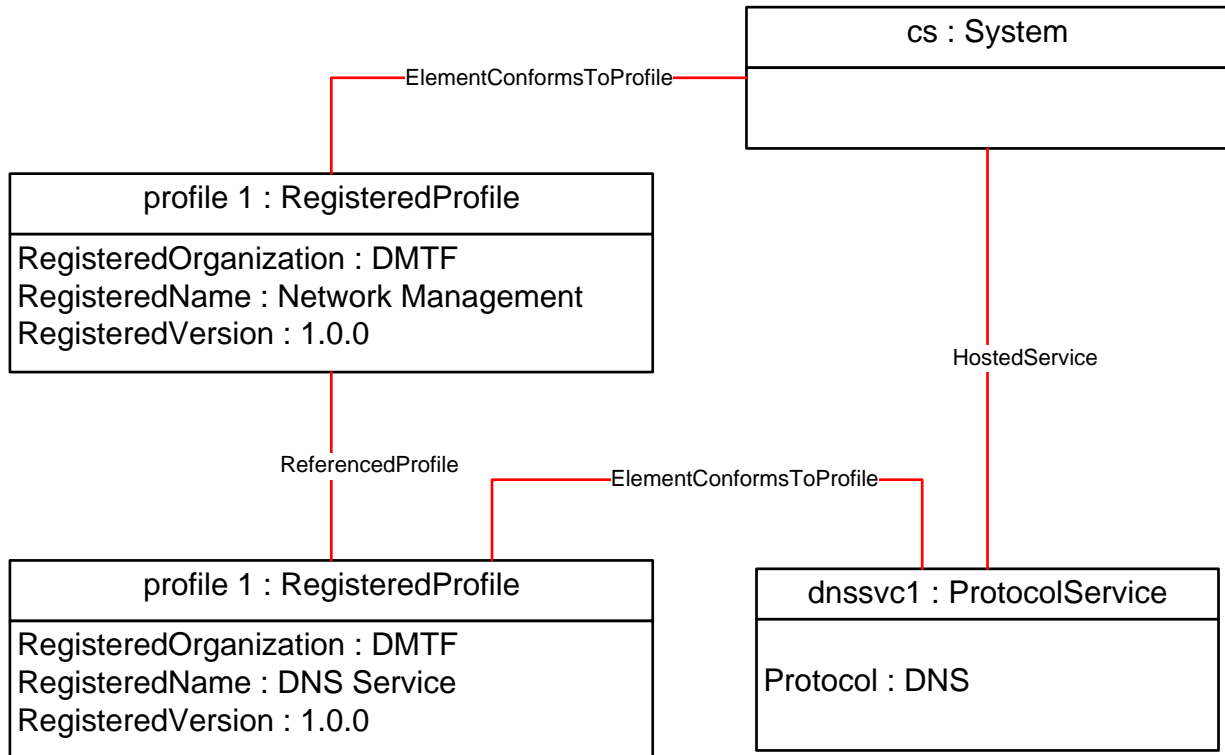 cs : System
ElementConformsToProfile
profile 1 : RegisteredProfile
RegisteredOrganization : DMTF
RegisteredName : Network Management
RegisteredVersion : 1.0.0
HostedService
ReferencedProfile
ElementConformsToProfile
profile 1 : RegisteredProfile
RegisteredOrganization : DMTF
RegisteredName : DNS Service
RegisteredVersion : 1.0.0
dnssvc1 : ProtocolService
Protocol : DNS